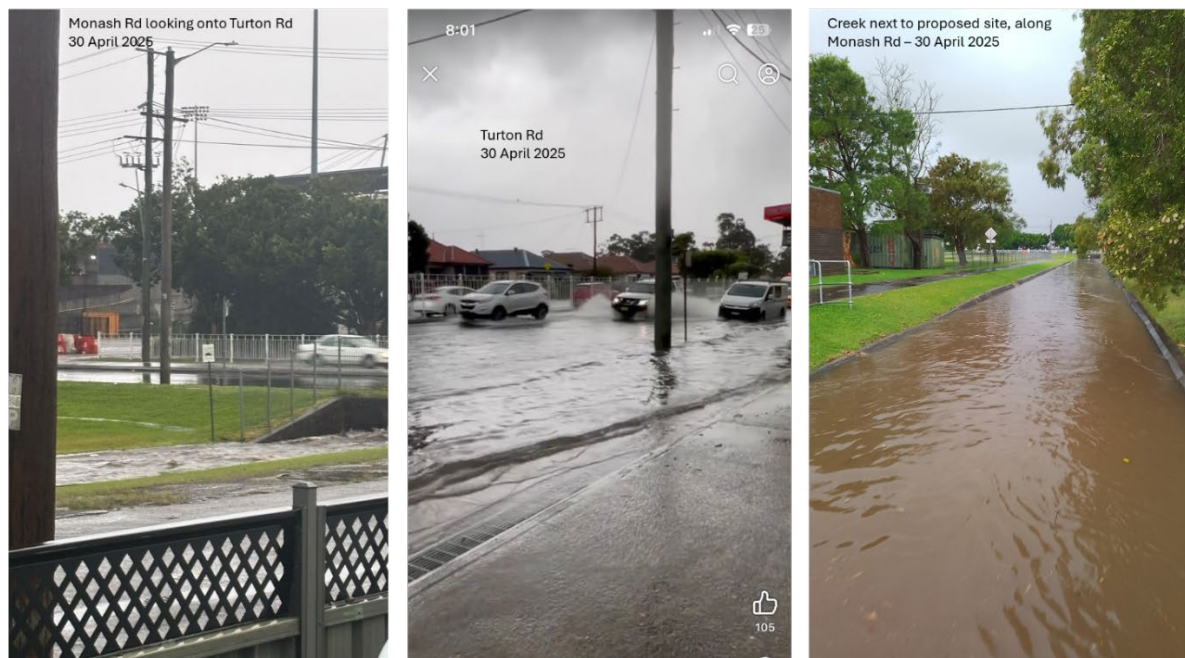 Monash Rd looking onto Turton Rd
30 April 2025
8:01
25
Turton Rd
30 April 2025
105
Creek next to proposed site, along
Monash Rd – 30 April 2025